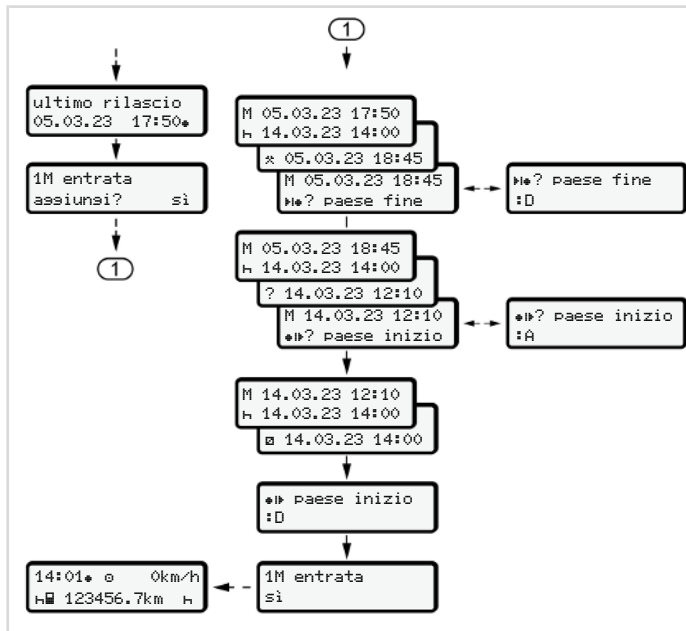 1
ultimo rilascio
05.03.23 17:50
1M entrata
assiunsi? sì
1
M 05.03.23 17:50
14.03.23 14:00
05.03.23 18:45
M 05.03.23 18:45
? paese fine
? paese fine
:D
M 05.03.23 18:45
14.03.23 14:00
? 14.03.23 12:10
M 14.03.23 12:10
? paese inizio
? paese inizio
:A
M 14.03.23 12:10
14.03.23 14:00
14.03.23 14:00
paese inizio
:D
1M entrata
sì
14:01 0km/h
123456.7km